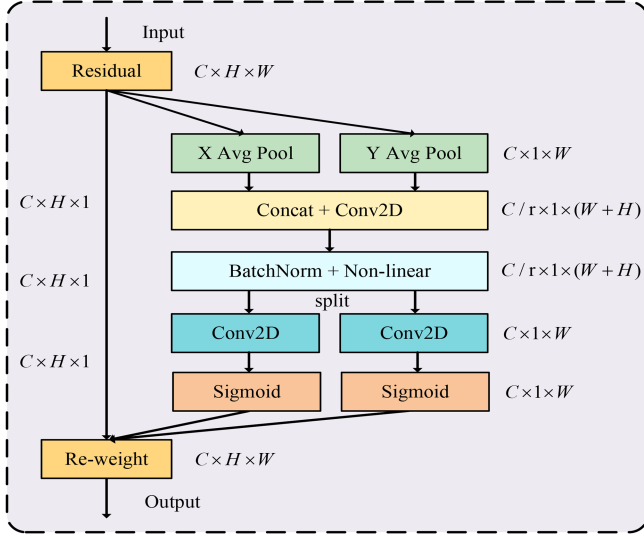 Input
Residual
C × H × W
X Avg Pool
Y Avg Pool
C × 1 × W
C × H × 1
Concat + Conv2D
C / r × 1 × (W + H)
C × H × 1
BatchNorm + Non-linear
C / r × 1 × (W + H)
split
Conv2D
Conv2D
C × 1 × W
C × H × 1
Sigmoid
Sigmoid
C × 1 × W
Re-weight
C × H × W
Output